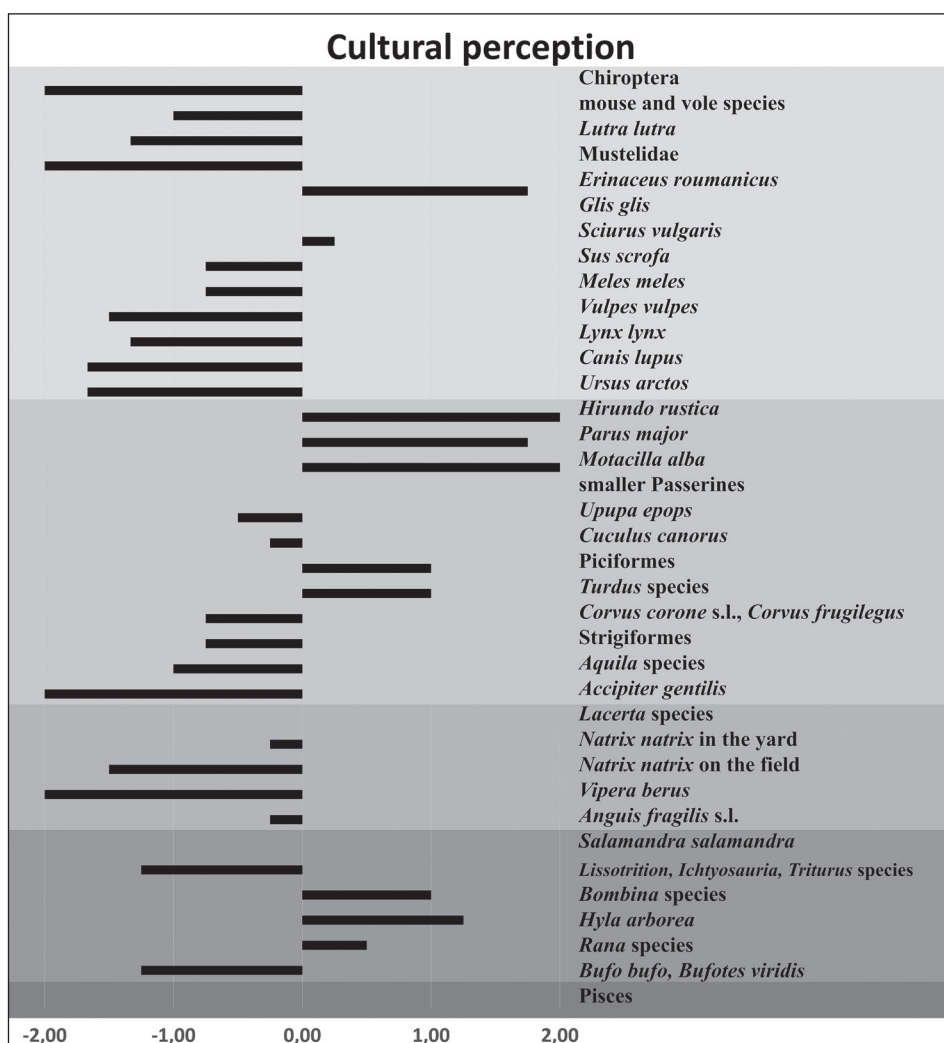 Cultural perception
Chiroptera
mouse and vole species
Lutra lutra
Mustelidae
Erinaceus roumanicus
Glis glis
Sciurus vulgaris
Sus scrofa
Meles meles
Vulpes vulpes
Lynx lynx
Canis lupus
Ursus arctos
Hirundo rustica
Parus major
Motacilla alba
smaller Passerines
Upupa epops
Cuculus canorus
Piciformes
Turdus species
Corvus corone s.l., Corvus frugilegus
Strigiformes
Aquila species
Accipiter gentilis
Lacerta species
Natrix natrix in the yard
Natrix natrix on the field
Vipera berus
Anguis fragilis s.l.
Salamandra salamandra
Lissotrition, Ichtyosauria, Triturus species
Bombina species
Hyla arborea
Rana species
Bufo bufo, Bufotes viridis
Pisces
-2,00 -1,00 0,00 1,00 2,00